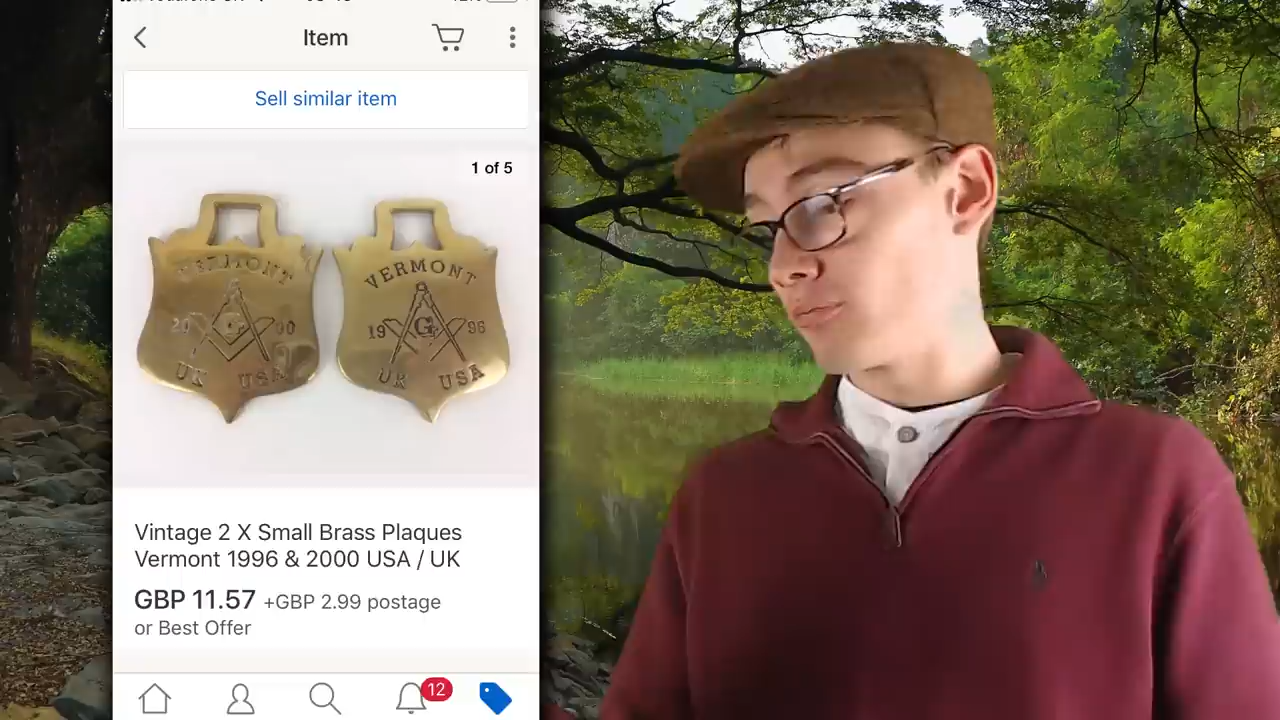 Item
Sell similar item
1 of 5
VERMONT
20 G 00
UK USA
VERMONT
19 G 96
UK USA
Vintage 2 X Small Brass Plaques
Vermont 1996 & 2000 USA / UK
GBP 11.57 +GBP 2.99 postage
or Best Offer
12